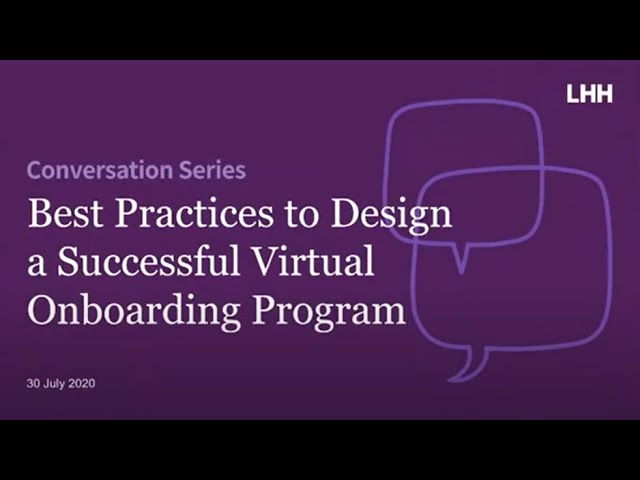 LHH
Conversation Series
Best Practices to Design
a Successful Virtual
Onboarding Program
30 July 2020